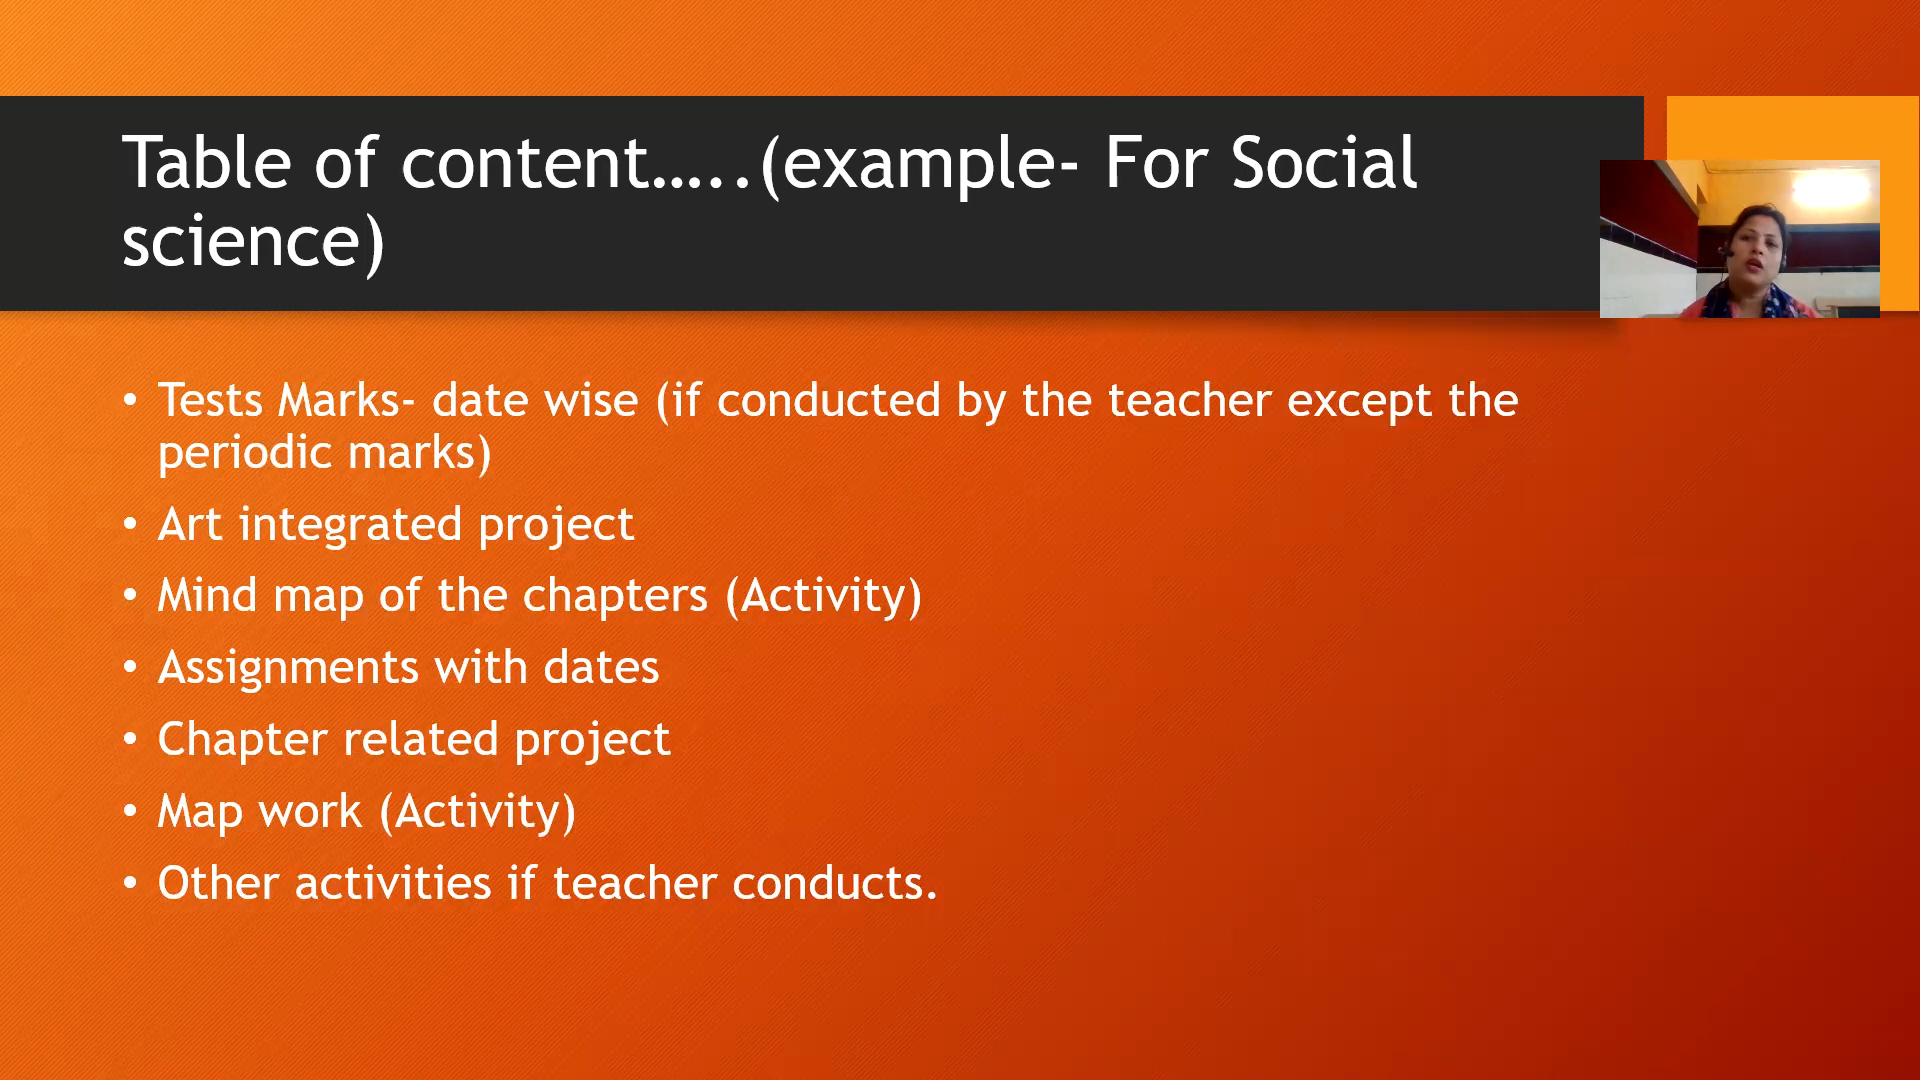 Table of content…..(example- For Social
science)
• Tests Marks- date wise (if conducted by the teacher except the
periodic marks)
• Art integrated project
• Mind map of the chapters (Activity)
• Assignments with dates
• Chapter related project
• Map work (Activity)
• Other activities if teacher conducts.